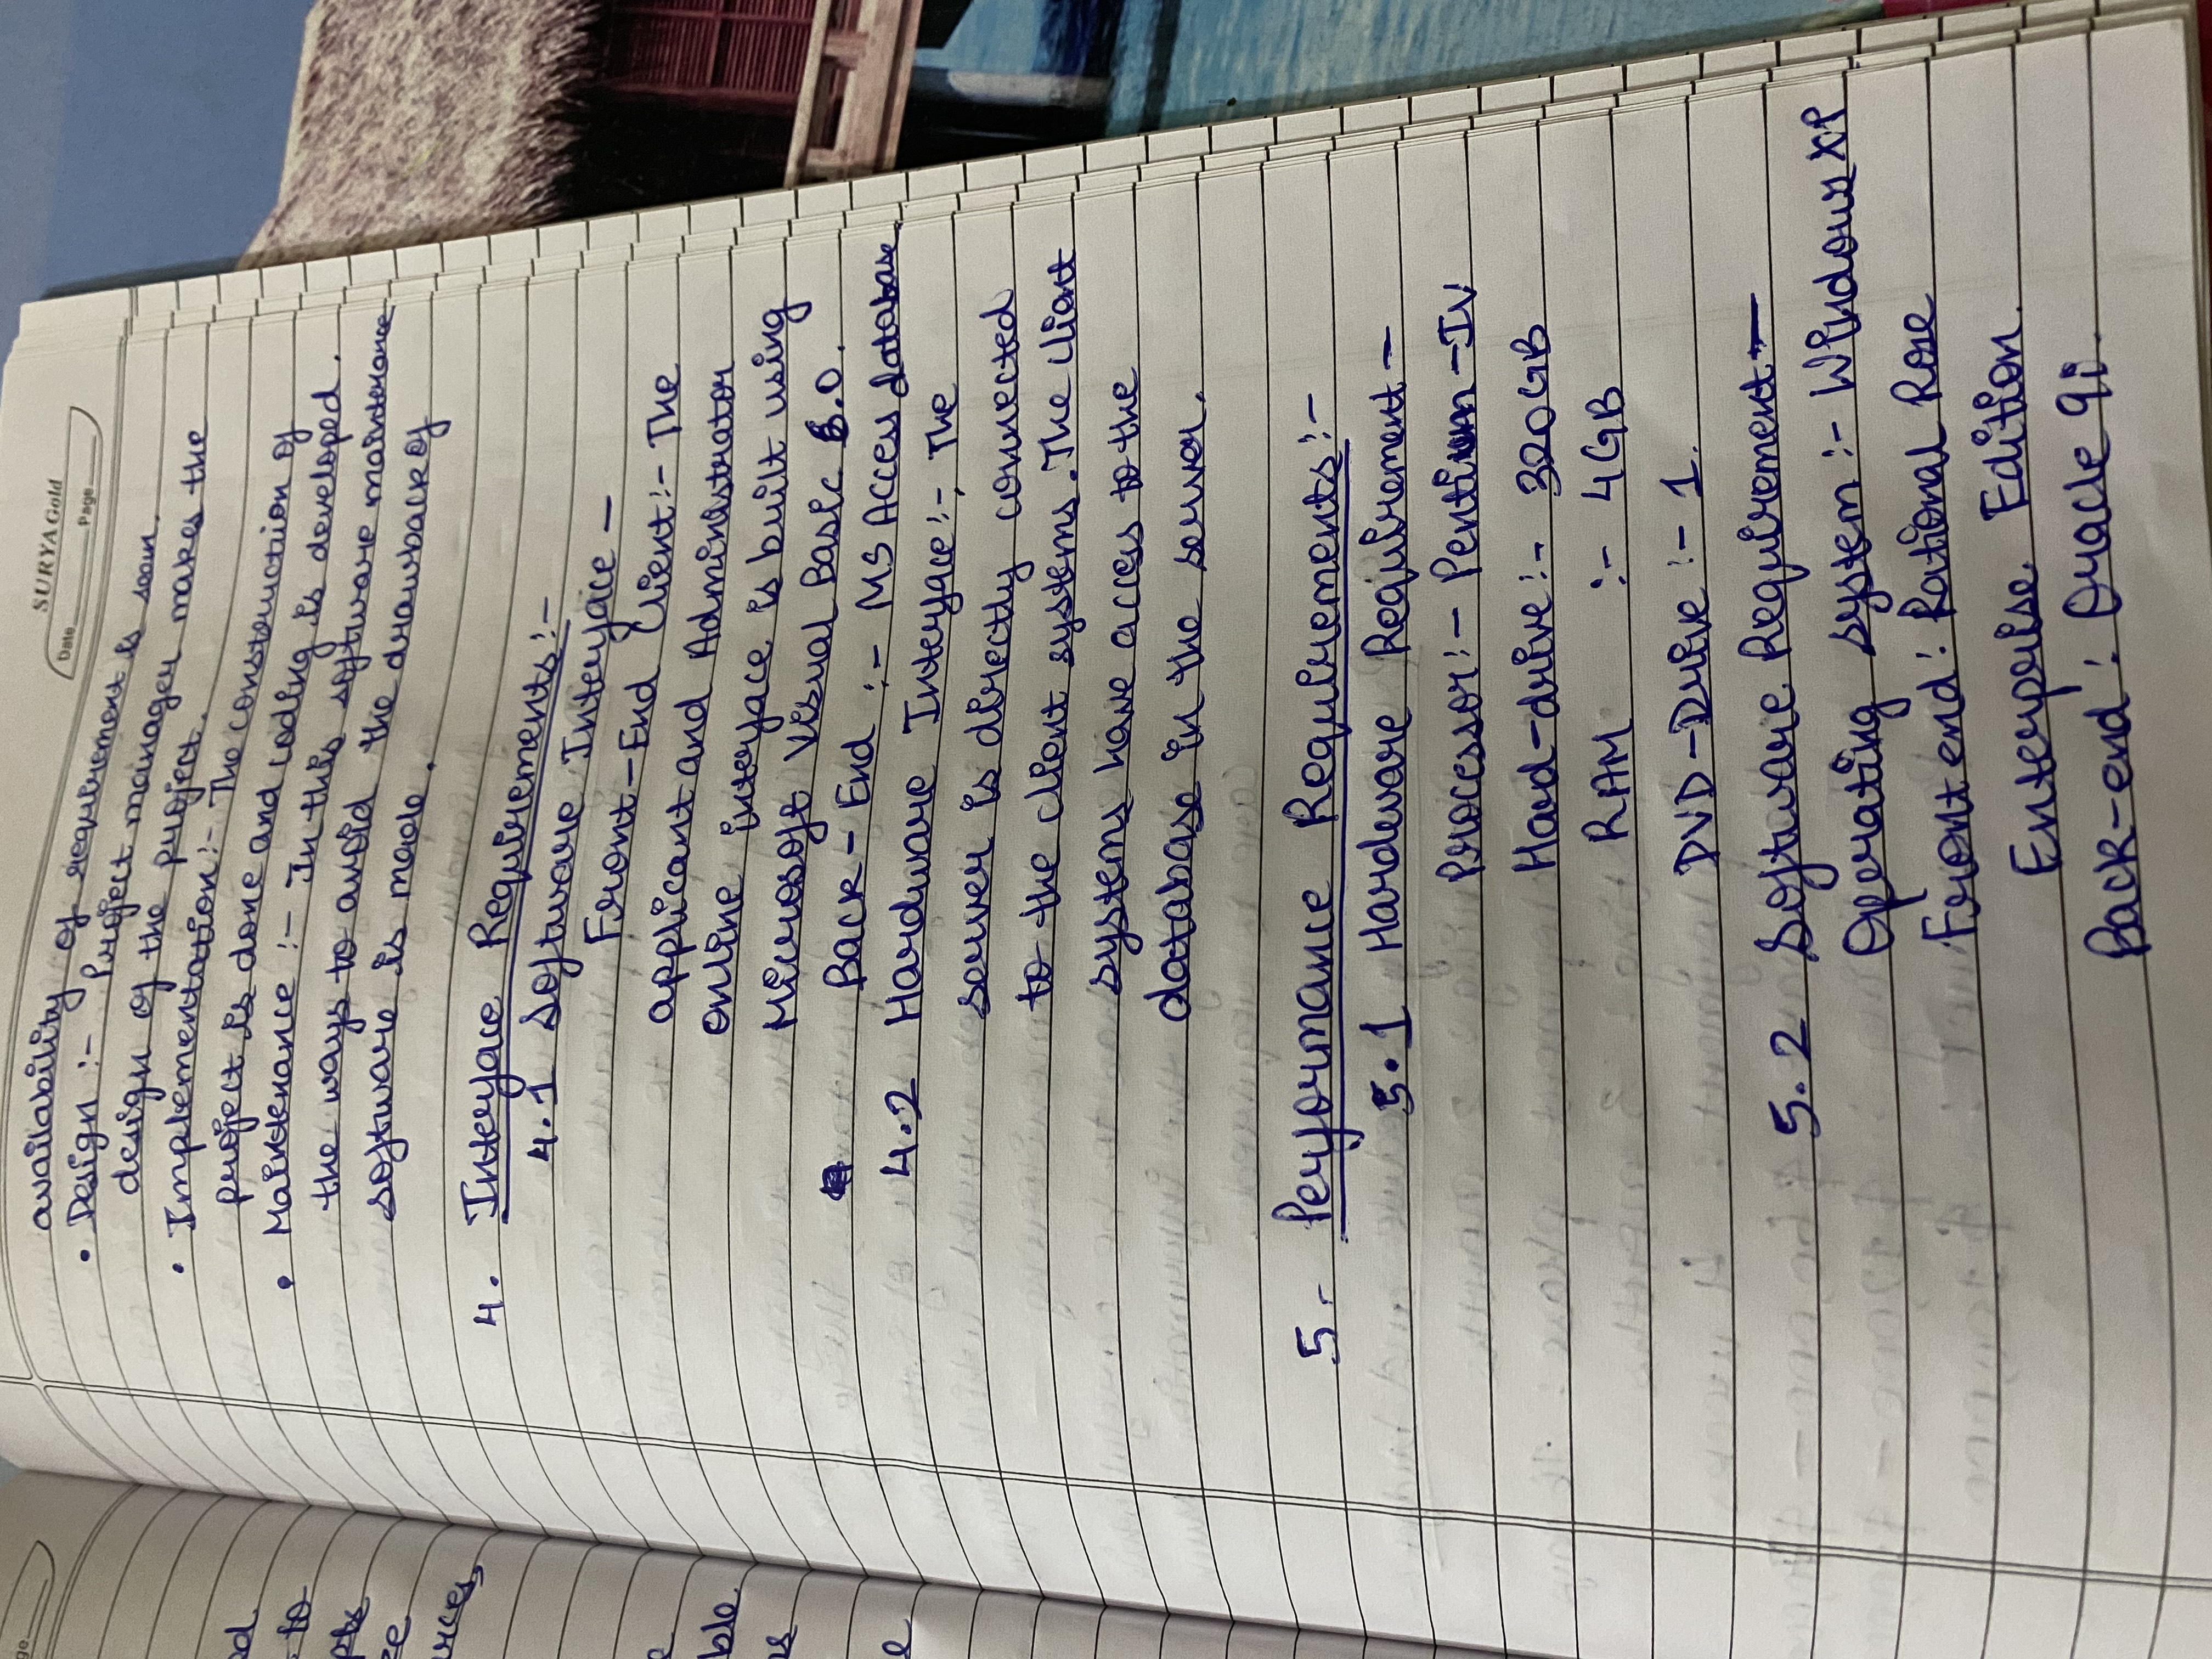 ge
SURYA Gold
Date
Page
availability of requirement is soon.
• Design :- Project manager makes the
design of the project.
• Implementation :- The construction of
project is done and coding is developed.
• Maintenance :- In this software maintenance
the ways to avoid the drawback of
software is made.
4. Interface Requirements :-
4.1 Software Interface -
Front-End Client :- The
applicant and Administrator
online interface is built using
Microsoft Visual Basic 6.0.
Back-End :- MS Access database
4.2 Hardware Interface :- The
server is directly connected
to the client systems. The client
systems have access to the
database in the server.
5. Performance Requirements :-
5.1 Hardware Requirement -
Processor :- Pentium-IV
Hard-drive :- 320GB
RAM :- 4GB
DVD-Drive :- 1.
5.2 Software Requirement -
Operating system :- Windows XP
Front end : Rational Rose
Enterprise Edition.
Back-end : Oracle 9i.